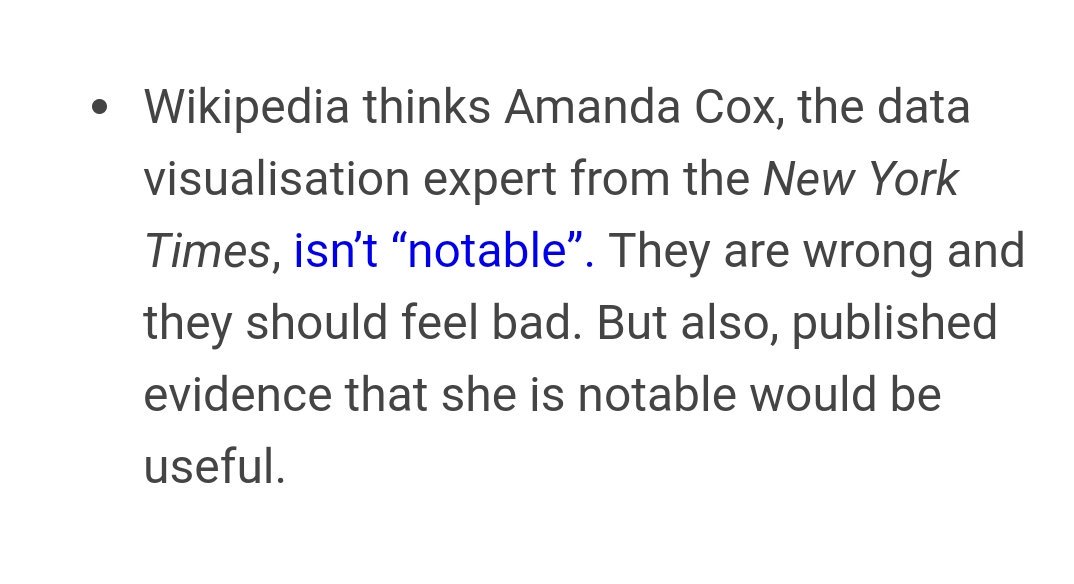 • Wikipedia thinks Amanda Cox, the data
visualisation expert from the New York
Times, isn’t “notable”. They are wrong and
they should feel bad. But also, published
evidence that she is notable would be
useful.